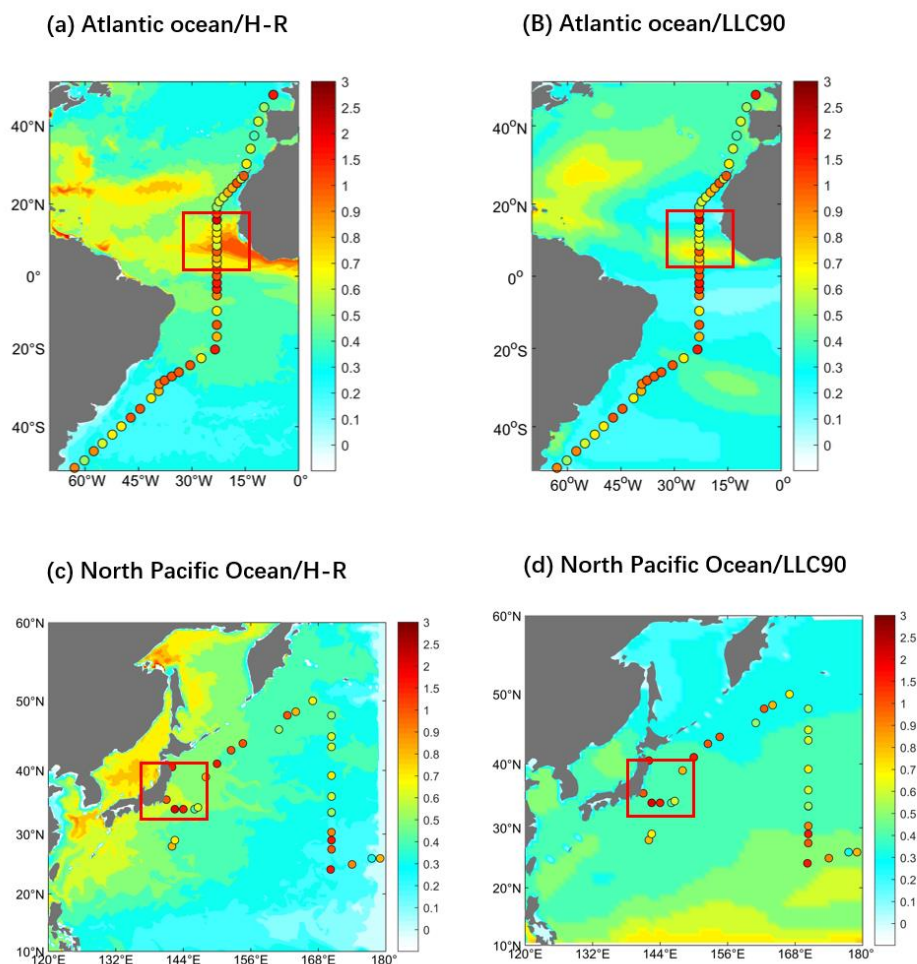 (a) Atlantic ocean/H-R
(B) Atlantic ocean/LLC90
40°N
20°N
0°
20°S
40°S
60°W 45°W 30°W 15°W 0°
3
2.5
2
1.5
1
0.9
0.8
0.7
0.6
0.5
0.4
0.3
0.2
0.1
0
40°N
20°N
0°
20°S
40°S
60°W 45°W 30°W 15°W 0°
3
2.5
2
1.5
1
0.9
0.8
0.7
0.6
0.5
0.4
0.3
0.2
0.1
0
(c) North Pacific Ocean/H-R
(d) North Pacific Ocean/LLC90
60°N
50°N
40°N
30°N
20°N
10°N
120°E 132°E 144°E 156°E 168°E 180°
3
2.5
2
1.5
1
0.9
0.8
0.7
0.6
0.5
0.4
0.3
0.2
0.1
0
60°N
50°N
40°N
30°N
20°N
10°N
120°E 132°E 144°E 156°E 168°E 180°
3
2.5
2
1.5
1
0.9
0.8
0.7
0.6
0.5
0.4
0.3
0.2
0.1
0